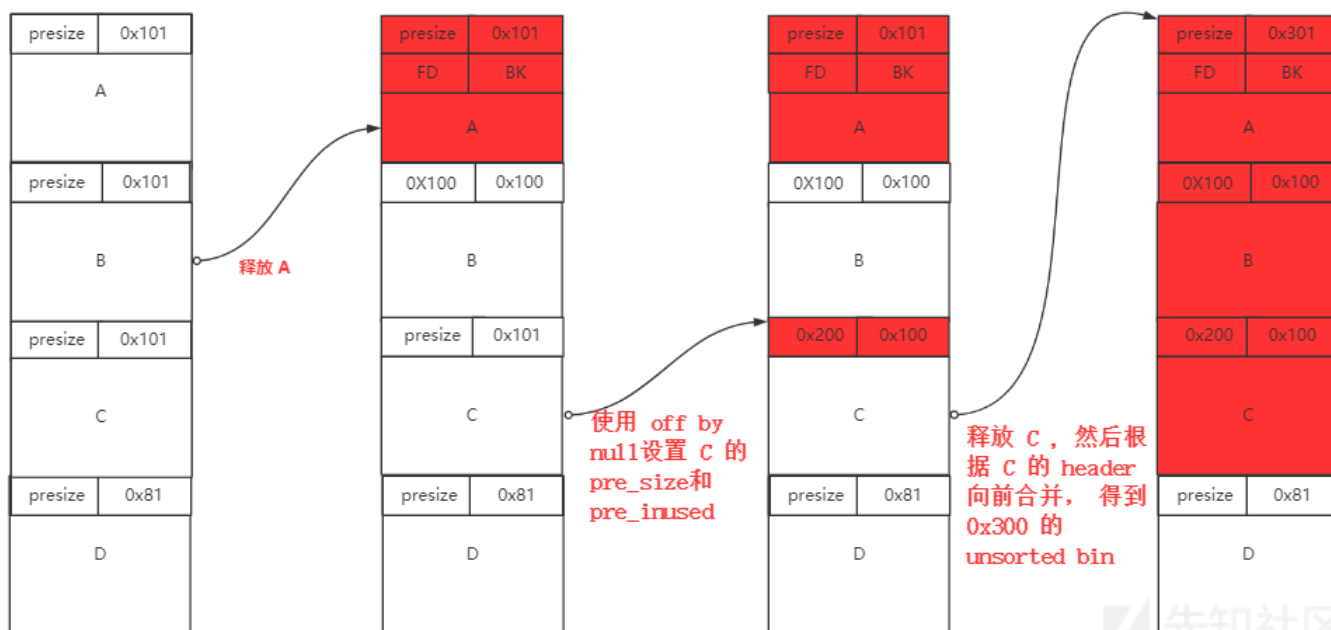 presize 0x101
A
presize 0x101
B
presize 0x101
C
presize 0x81
D
释放 A
presize 0x101
FD BK
A
0X100 0x100
B
presize 0x101
C
presize 0x81
D
使用 off by
null设置 C 的
pre_size和
pre_inused
presize 0x101
FD BK
A
0X100 0x100
B
0x200 0x100
C
presize 0x81
D
释放 C ，然后根
据 C 的 header
向前合并， 得到
0x300 的
unsorted bin
presize 0x301
FD BK
A
0X100 0x100
B
0x200 0x100
C
presize 0x81
D
先知社区